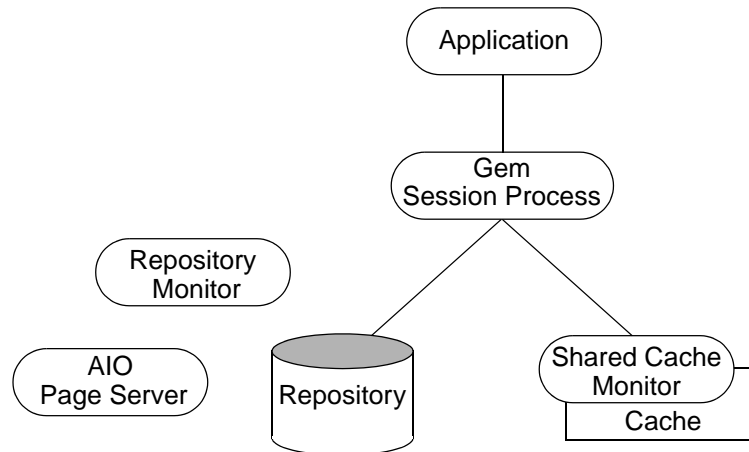 Application
Gem
Session Process
Repository
Monitor
AIO
Page Server
Repository
Shared Cache
Monitor
Cache